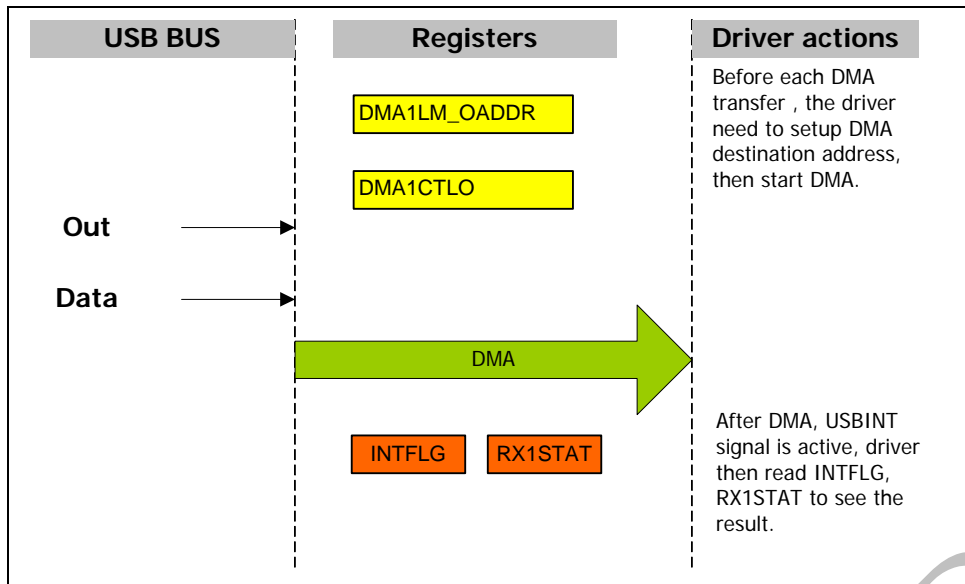 USB BUS
Registers
Driver actions
Before each DMA
transfer , the driver
need to setup DMA
destination address,
then start DMA.
DMA1LM_OADDR
DMA1CTLO
Out
Data
DMA
INTFLG
RX1STAT
After DMA, USBINT
signal is active, driver
then read INTFLG,
RX1STAT to see the
result.